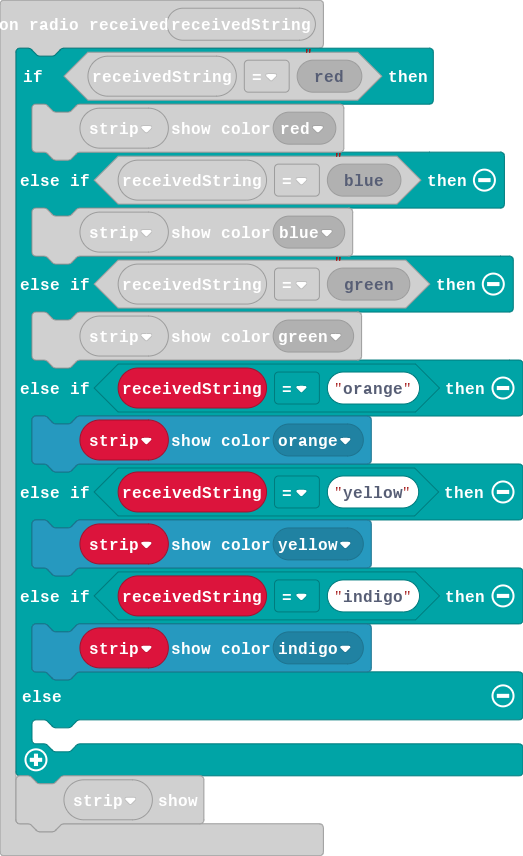 on radio received receivedString
if receivedString = "red then
strip show color red
else if receivedString = "blue then
strip show color blue
else if receivedString = "green then
strip show color green
else if receivedString = "orange" then
strip show color orange
else if receivedString = "yellow" then
strip show color yellow
else if receivedString = "indigo" then
strip show color indigo
else
strip show